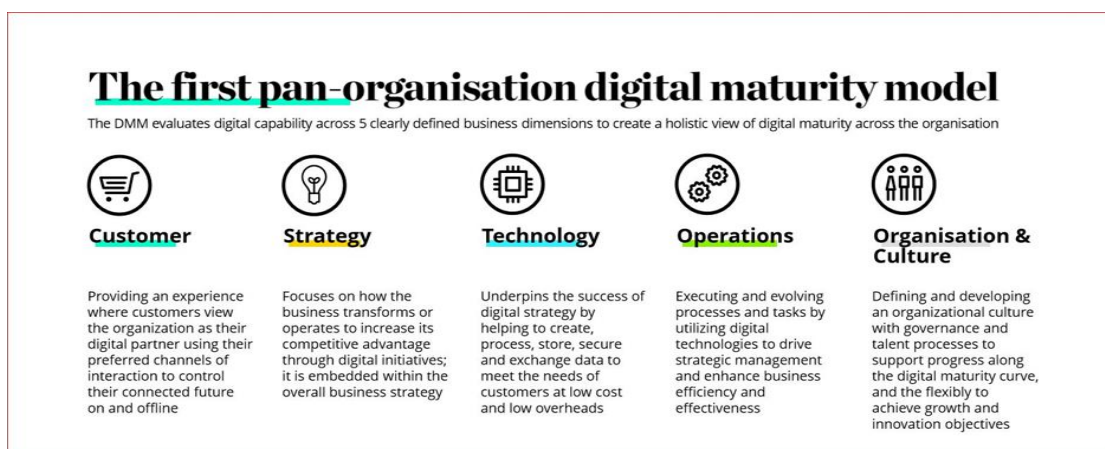 The first pan-organisation digital maturity model
The DMM evaluates digital capability across 5 clearly defined business dimensions to create a holistic view of digital maturity across the organisation
Customer
Providing an experience
where customers view
the organization as their
digital partner using their
preferred channels of
interaction to control
their connected future
on and offline
Strategy
Focuses on how the
business transforms or
operates to increase its
competitive advantage
through digital initiatives;
it is embedded within the
overall business strategy
Technology
Underpins the success of
digital strategy by
helping to create,
process, store, secure
and exchange data to
meet the needs of
customers at low cost
and low overheads
Operations
Executing and evolving
processes and tasks by
utilizing digital
technologies to drive
strategic management
and enhance business
efficiency and
effectiveness
Organisation &
Culture
Defining and developing
an organizational culture
with governance and
talent processes to
support progress along
the digital maturity curve,
and the flexibly to
achieve growth and
innovation objectives